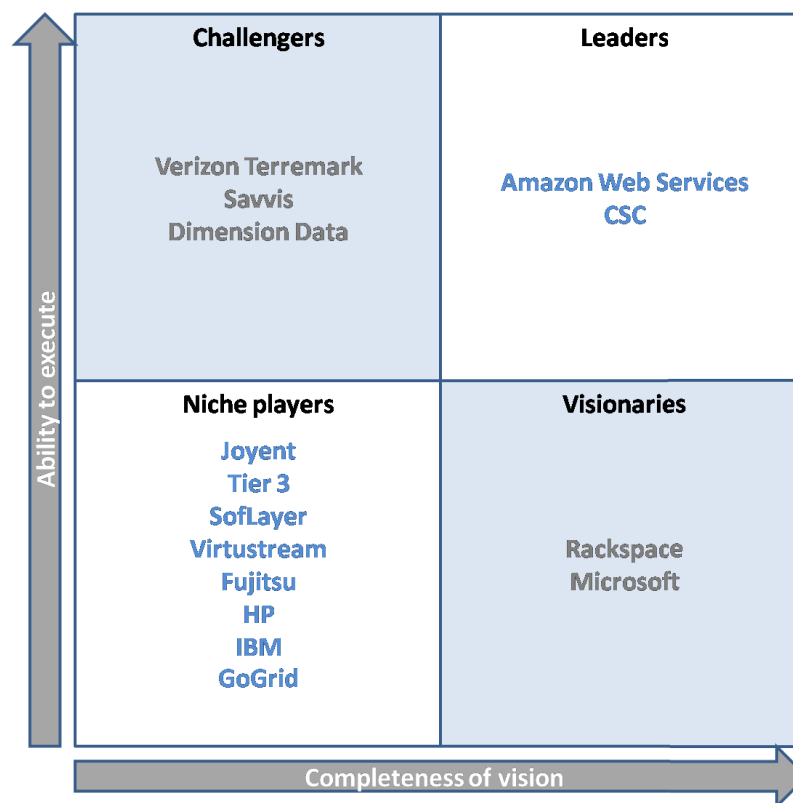 Challengers
Verizon Terremark
Savvis
Dimension Data
Leaders
Amazon Web Services
CSC
Niche players
Joyent
Tier 3
SofLayer
Virtustream
Fujitsu
HP
IBM
GoGrid
Visionaries
Rackspace
Microsoft
Ability to execute
Completeness of vision